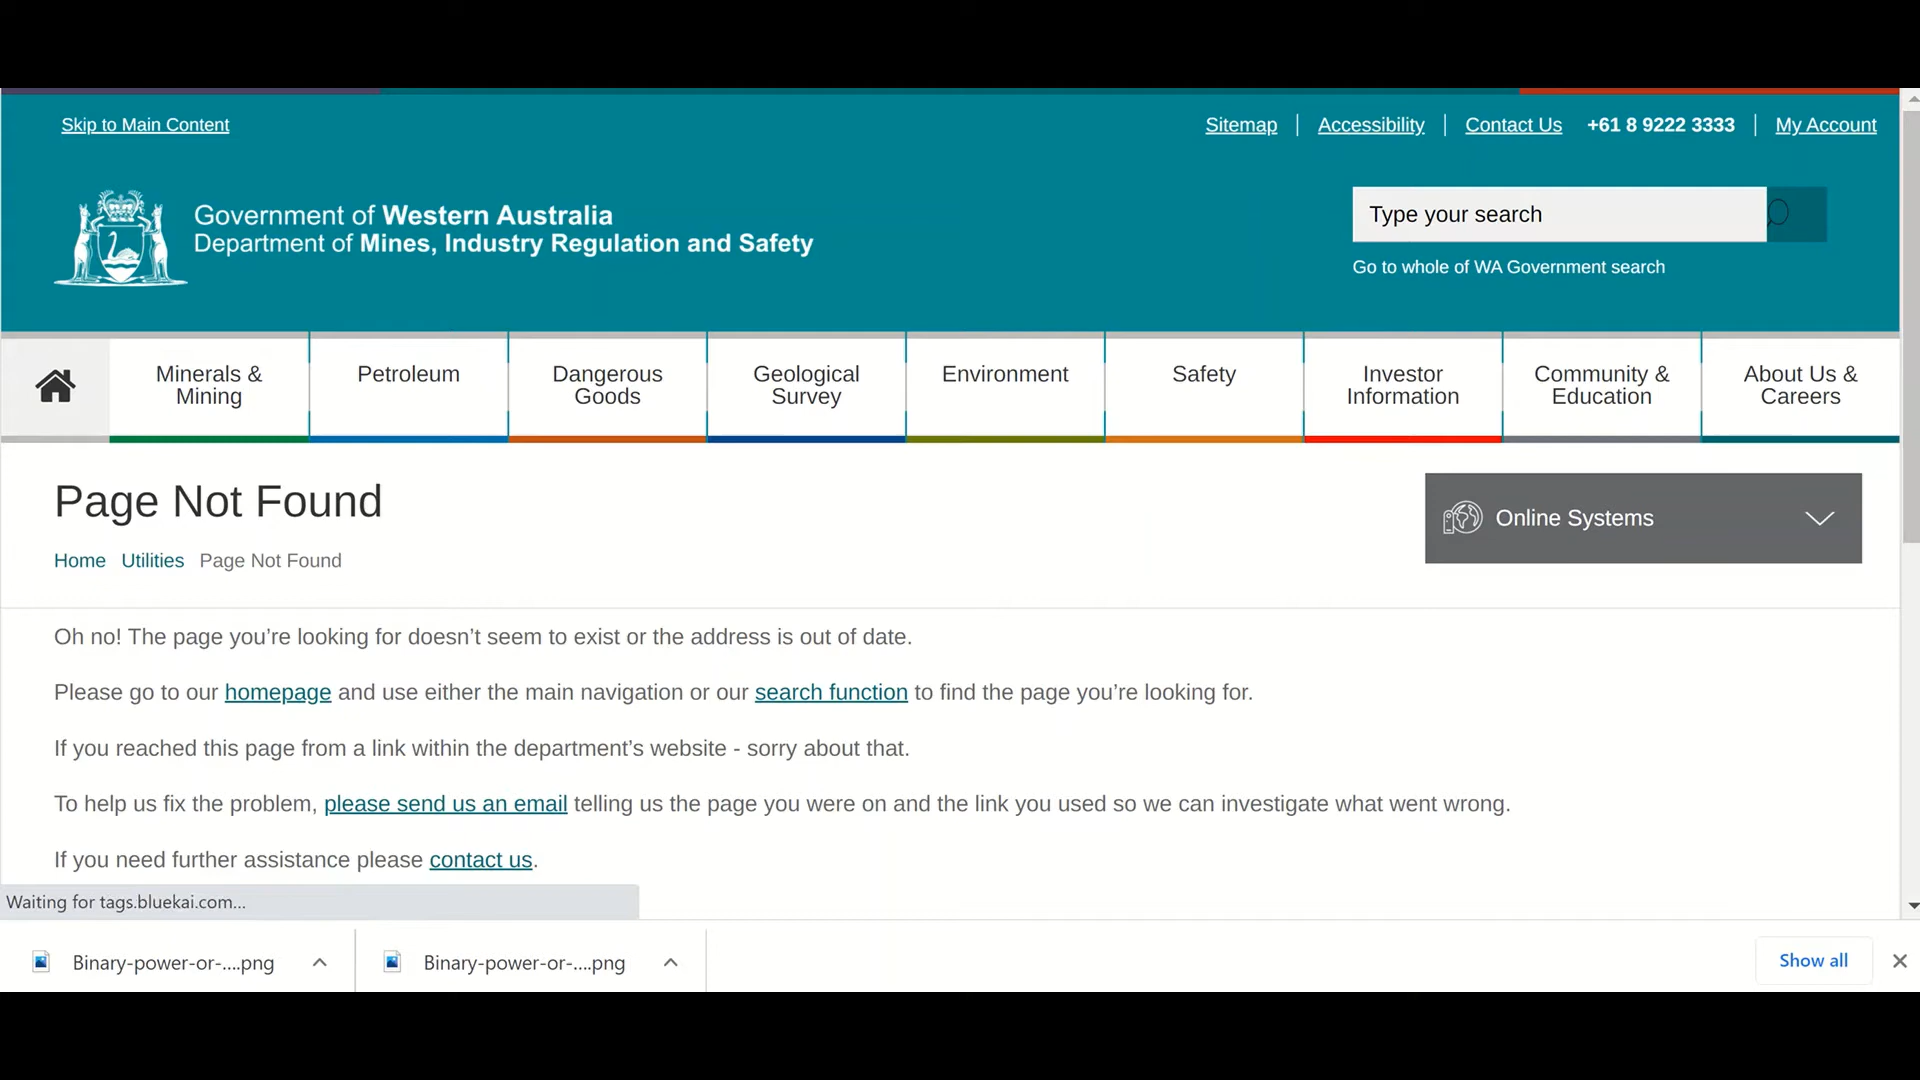 Skip to Main Content
Sitemap Accessibility Contact Us +61 8 9222 3333 My Account
Government of Western Australia
Department of Mines, Industry Regulation and Safety
Type your search
Go to whole of WA Government search
Minerals &
Mining
Petroleum
Dangerous
Goods
Geological
Survey
Environment
Safety
Investor
Information
Community &
Education
About Us &
Careers
Page Not Found
Online Systems
Home Utilities Page Not Found
Oh no! The page you’re looking for doesn’t seem to exist or the address is out of date.
Please go to our homepage and use either the main navigation or our search function to find the page you’re looking for.
If you reached this page from a link within the department’s website - sorry about that.
To help us fix the problem, please send us an email telling us the page you were on and the link you used so we can investigate what went wrong.
If you need further assistance please contact us.
Waiting for tags.bluekai.com...
Binary-power-or-....png
Binary-power-or-....png
Show all